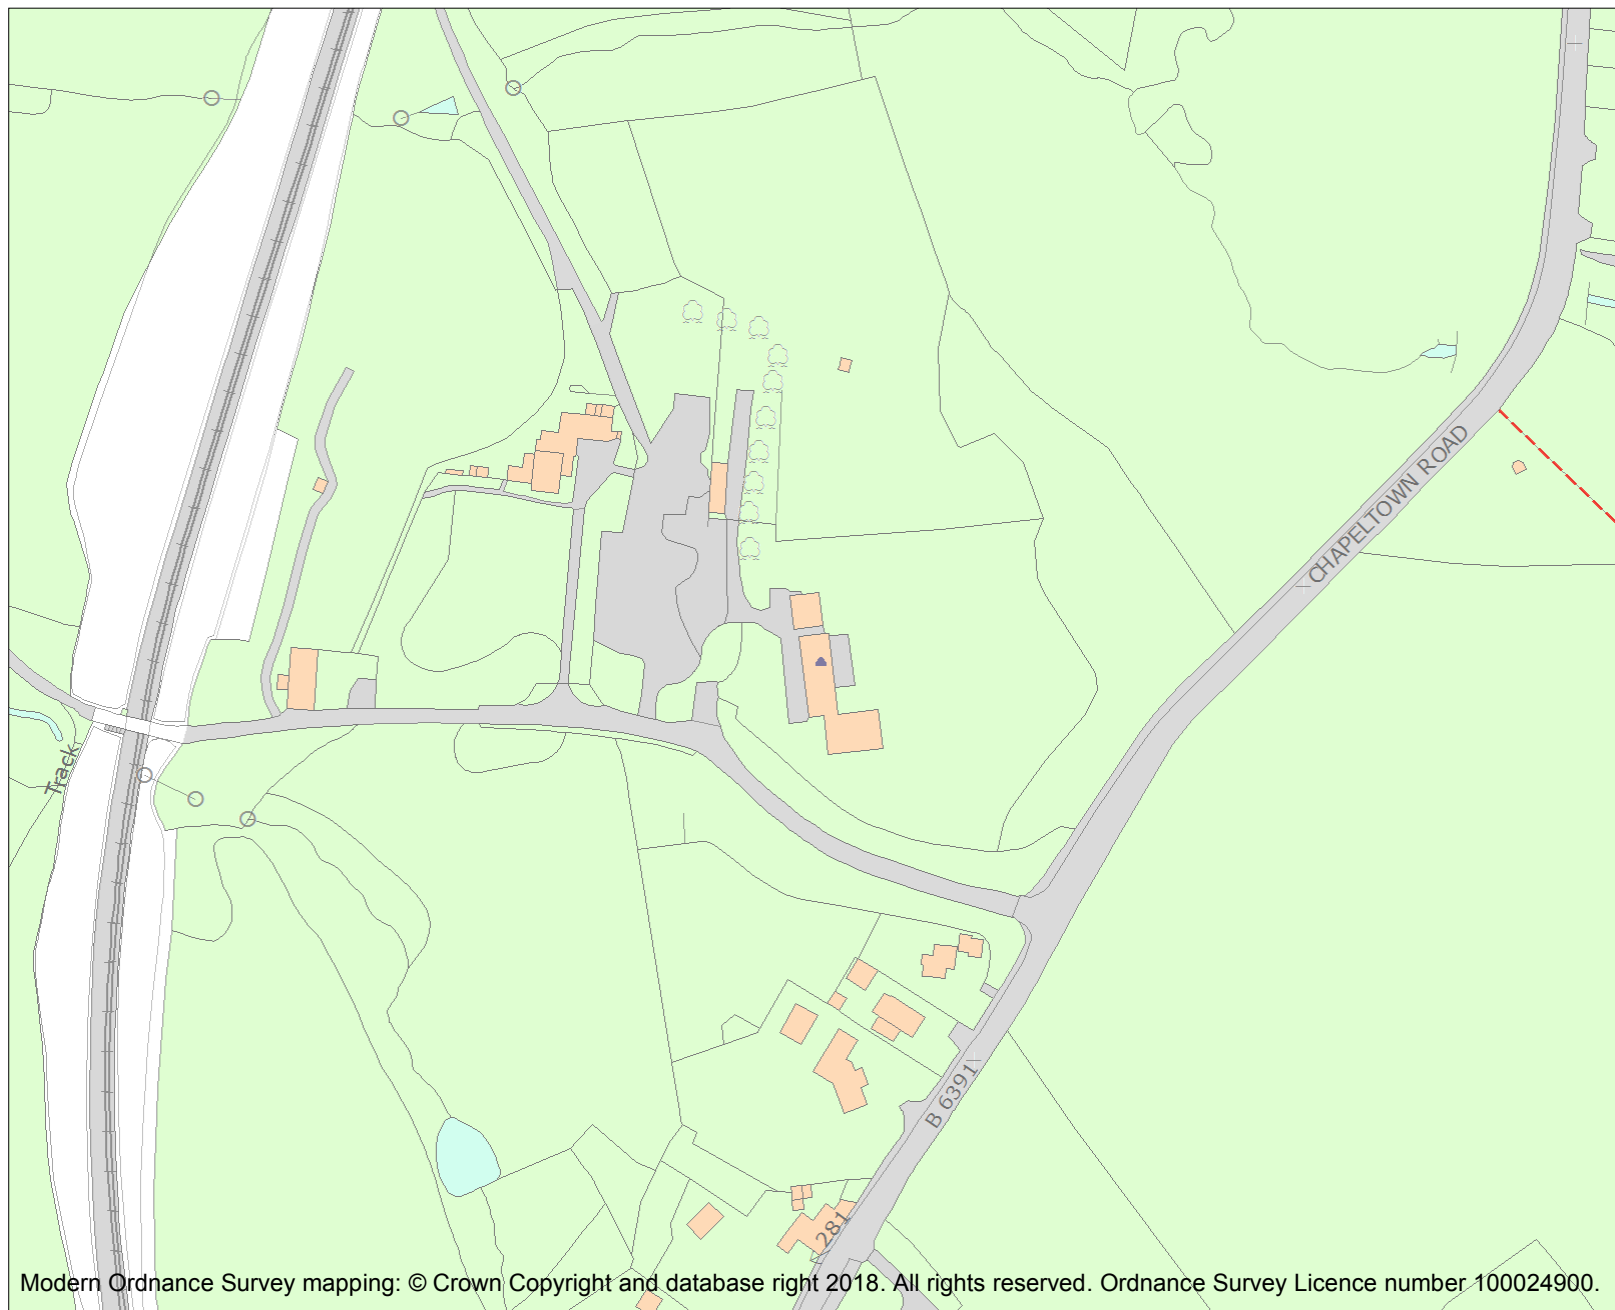 CHAPELTOWN ROAD
Track
B 6391
281
Modern Ordnance Survey mapping: © Crown Copyright and database right 2018. All rights reserved. Ordnance Survey Licence number 100024900.